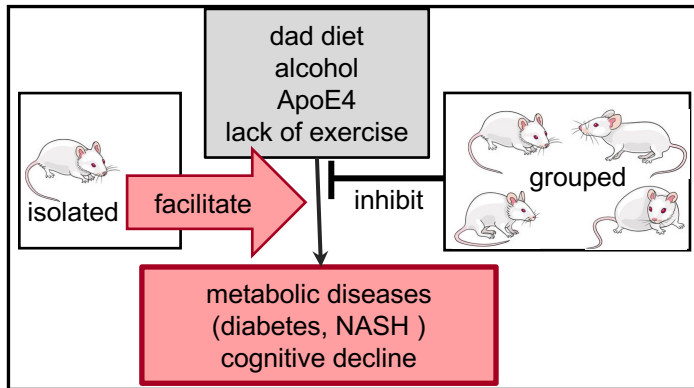 dad diet
alcohol
ApoE4
lack of exercise
isolated
facilitate
inhibit
grouped
metabolic diseases
(diabetes, NASH )
cognitive decline